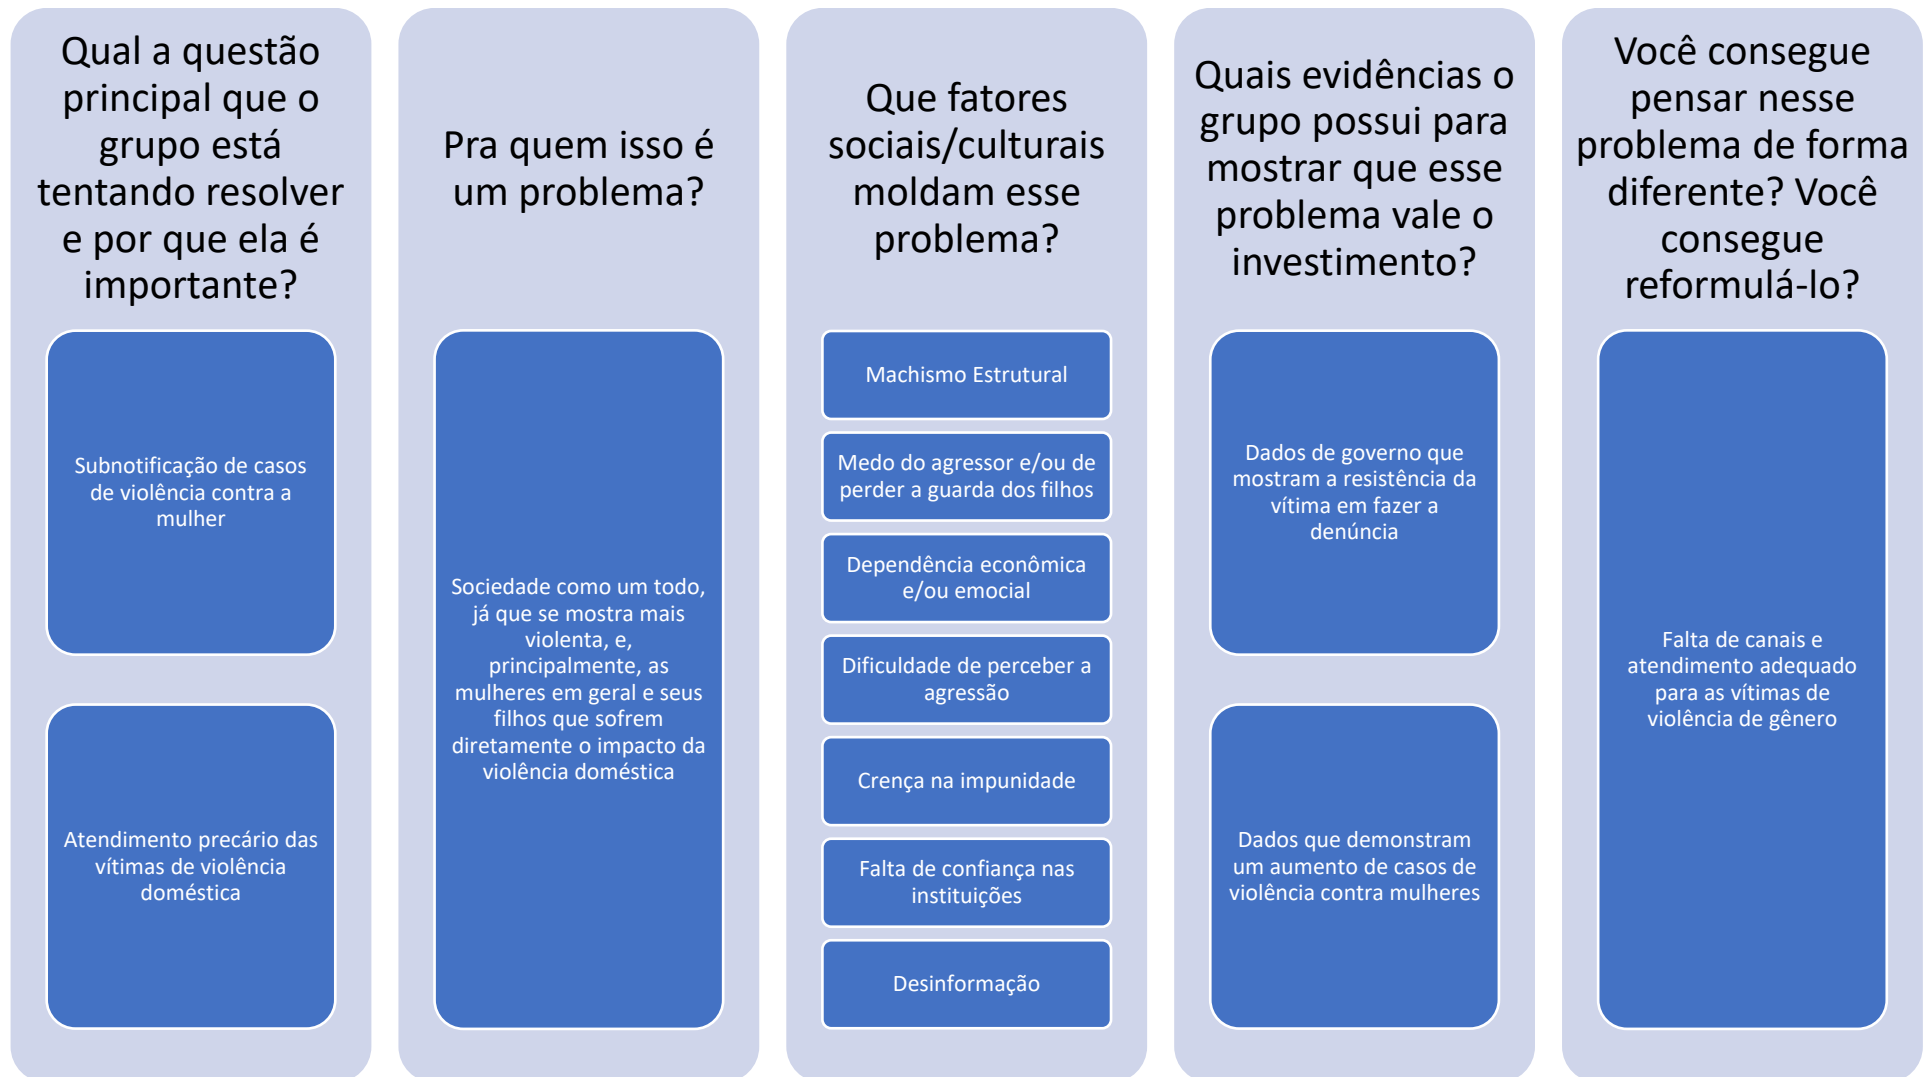 Qual a questão
principal que o
grupo está
tentando resolver
e por que ela é
importante?
Subnotificação de casos
de violência contra a
mulher
Atendimento precário das
vítimas de violência
doméstica
Pra quem isso é
um problema?
Sociedade como um todo,
já que se mostra mais
violenta, e,
principalmente, as
mulheres em geral e seus
filhos que sofrem
diretamente o impacto da
violência doméstica
Que fatores
sociais/culturais
moldam esse
problema?
Machismo Estrutural
Medo do agressor e/ou de
perder a guarda dos filhos
Dependência econômica
e/ou emocial
Dificuldade de perceber a
agressão
Crença na impunidade
Falta de confiança nas
instituições
Desinformação
Quais evidências o
grupo possui para
mostrar que esse
problema vale o
investimento?
Dados de governo que
mostram a resistência da
vítima em fazer a
denúncia
Dados que demonstram
um aumento de casos de
violência contra mulheres
Você consegue
pensar nesse
problema de forma
diferente? Você
consegue
reformulá-lo?
Falta de canais e
atendimento adequado
para as vítimas de
violência de gênero